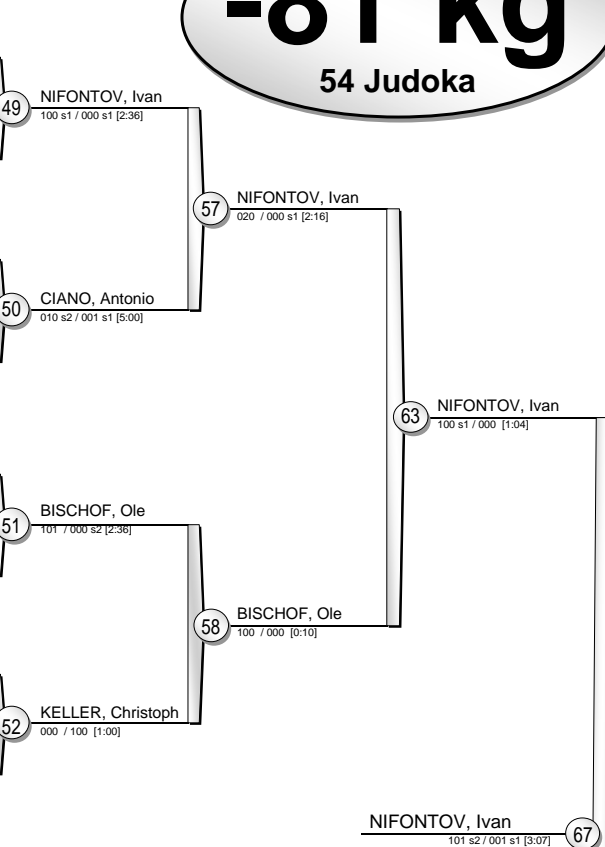 -81 kg
54 Judoka
49
NIFONTOV, Ivan
100 s1 / 000 s1 [2:36]
57
NIFONTOV, Ivan
020 / 000 s1 [2:16]
50
CIANO, Antonio
010 s2 / 001 s1 [5:00]
63
NIFONTOV, Ivan
100 s1 / 000 [1:04]
51
BISCHOF, Ole
101 / 000 s2 [2:36]
58
BISCHOF, Ole
100 / 000 [0:10]
52
KELLER, Christoph
000 / 100 [1:00]
NIFONTOV, Ivan
67
101 s2 / 001 s1 [3:07]